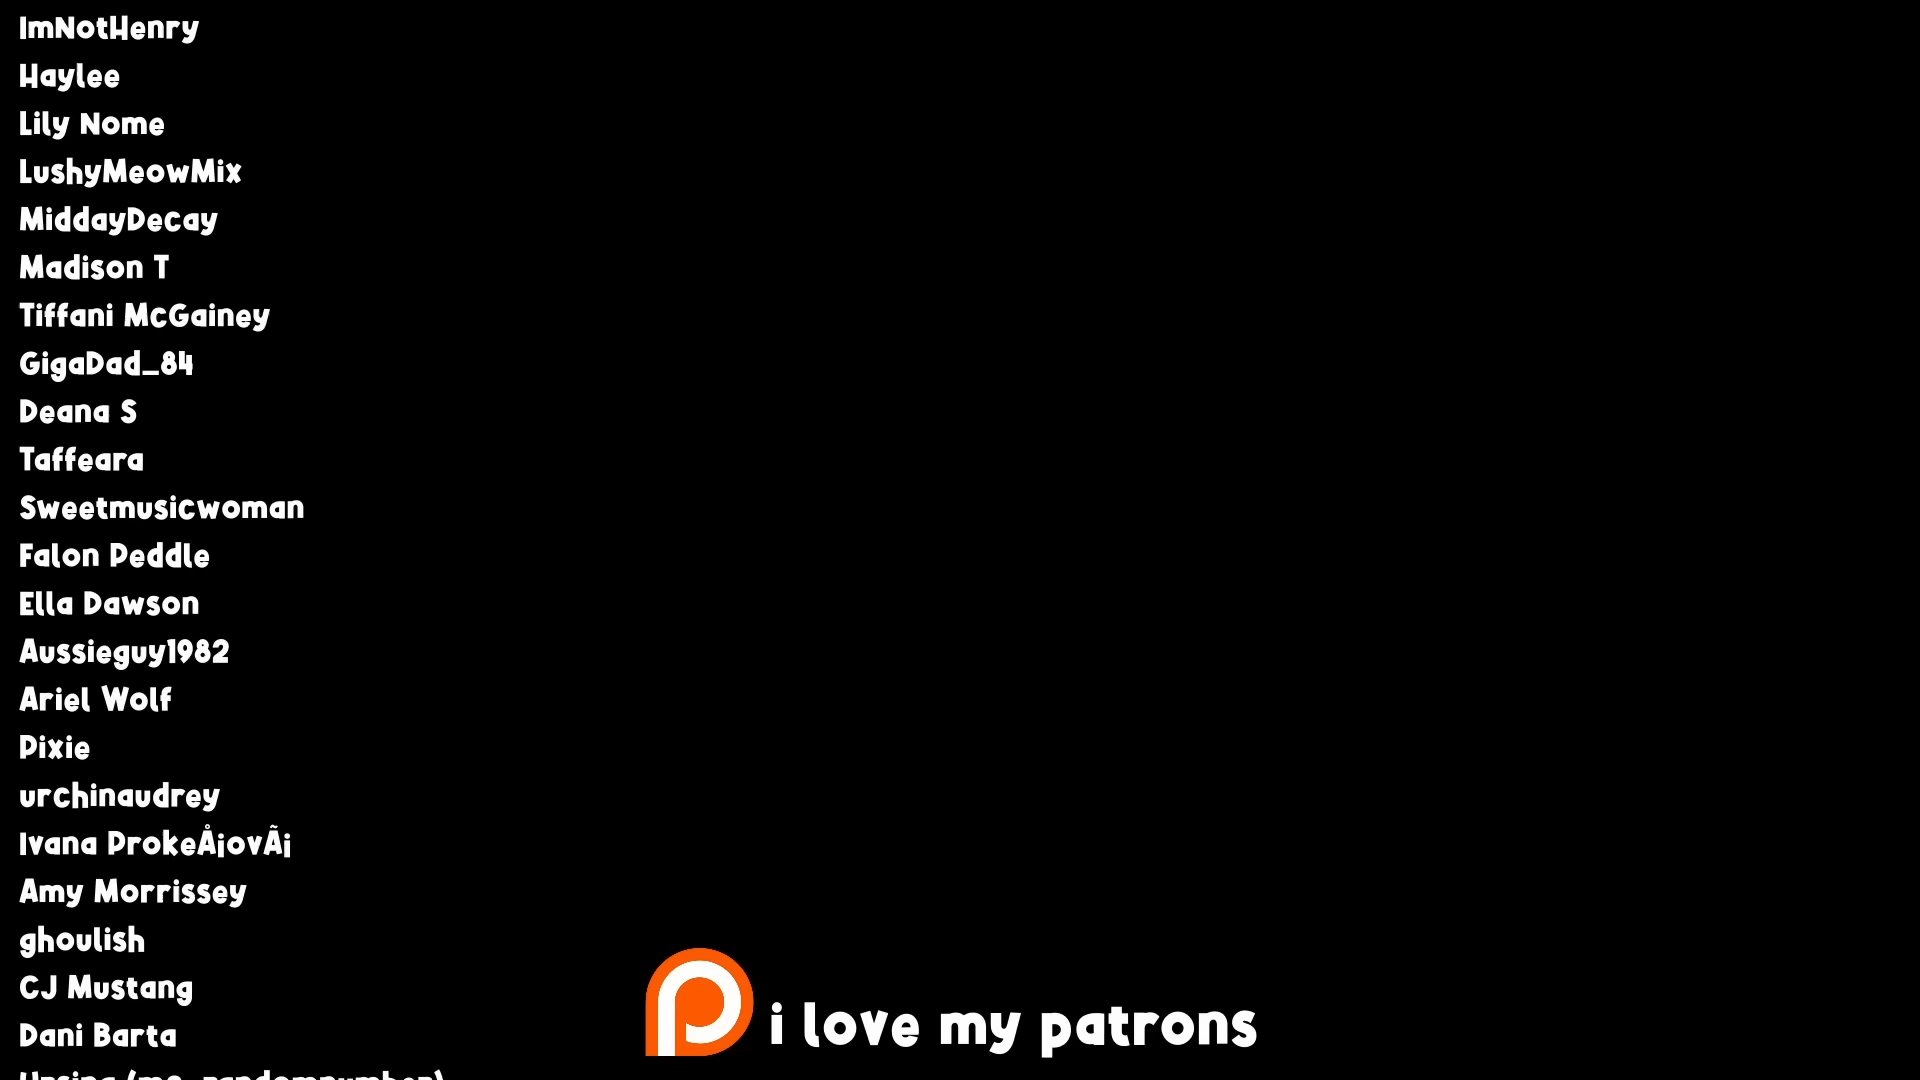 ImNotHenry
Haylee
Lily Nome
LushyMeowMix
MiddayDecay
Madison T
Tiffani McGainey
GigaDad_84
Deana S
Taffeara
Sweetmusicwoman
Falon Peddle
Ella Dawson
Aussieguy1982
Ariel Wolf
Pixie
urchinaudrey
Ivana ProkeÅ¡ovÃ¡
Amy Morrissey
ghoulish
CJ Mustang
Dani Barta
i love my patrons